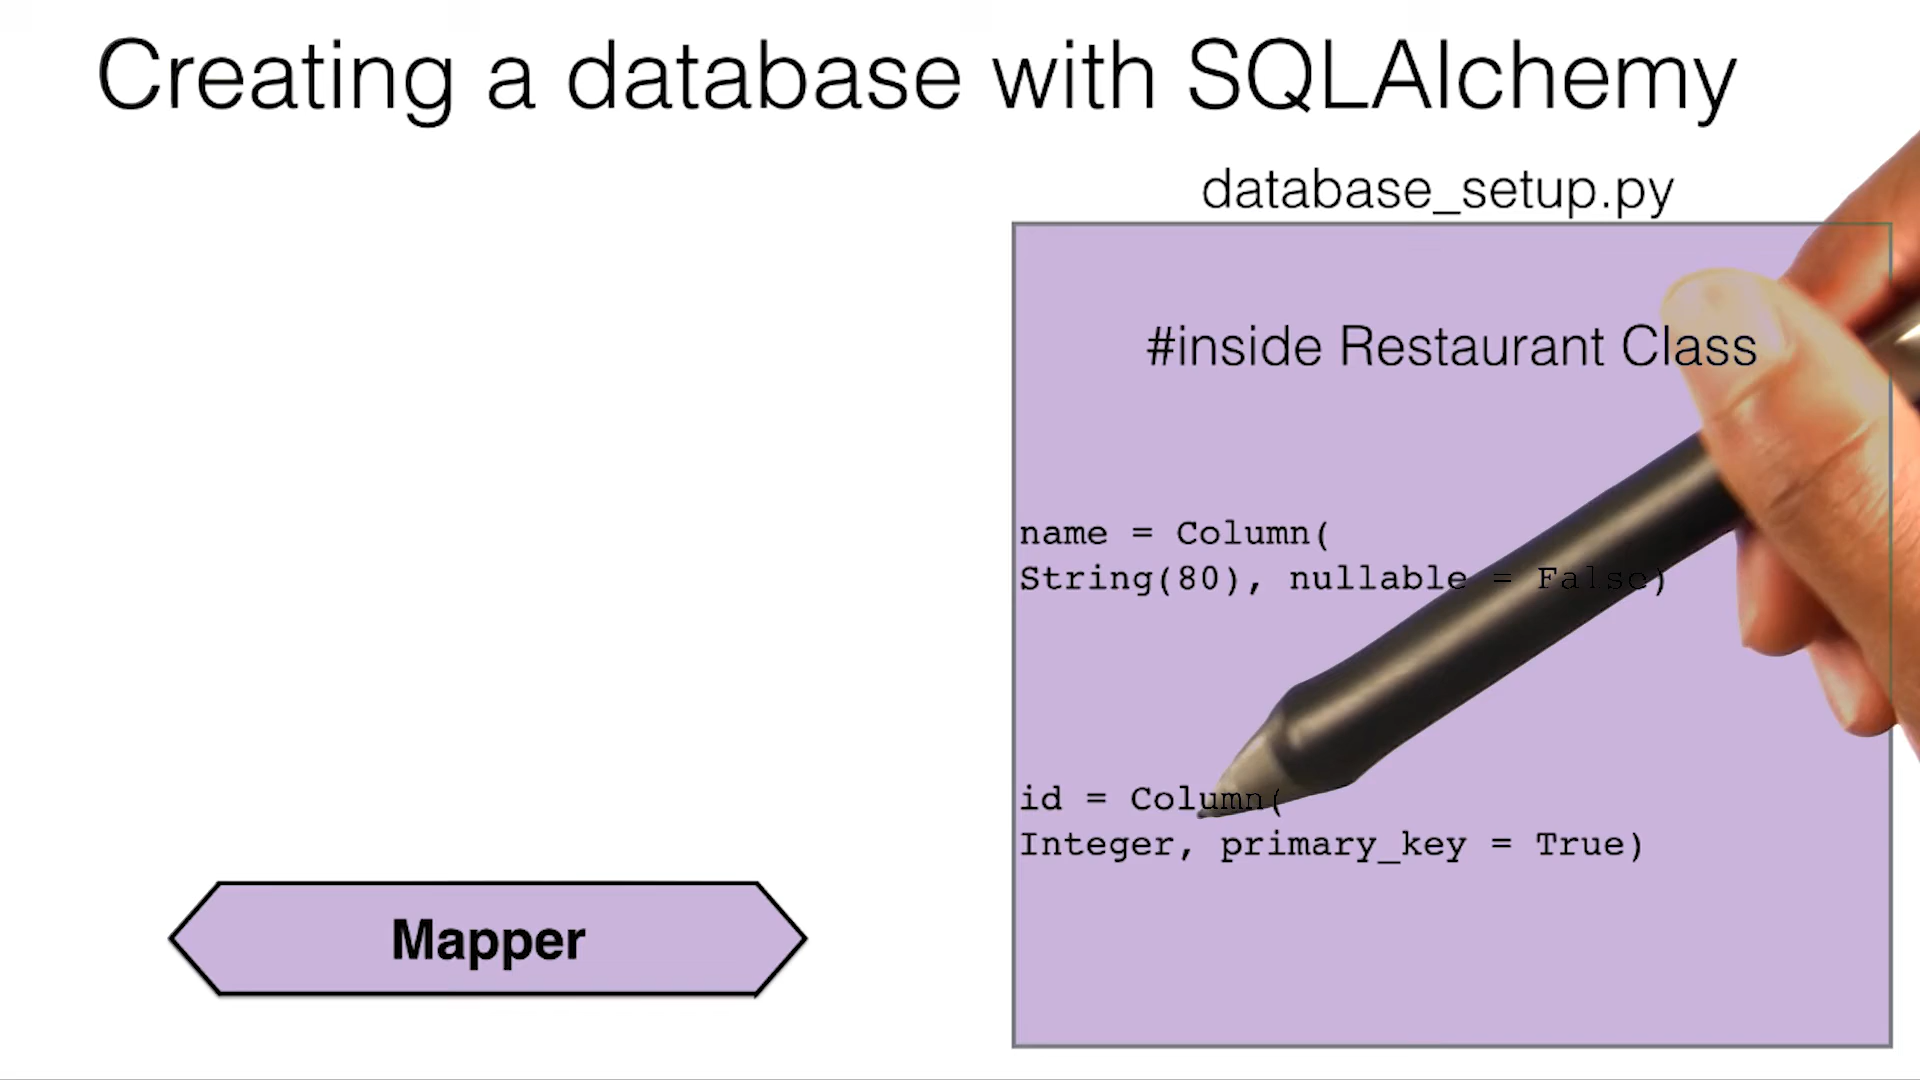 Creating a database with SQLAlchemy
database_setup.py
#inside Restaurant Class
name = Column(
String(80), nullable = False)
id = Column(
Integer, primary_key = True)
Mapper